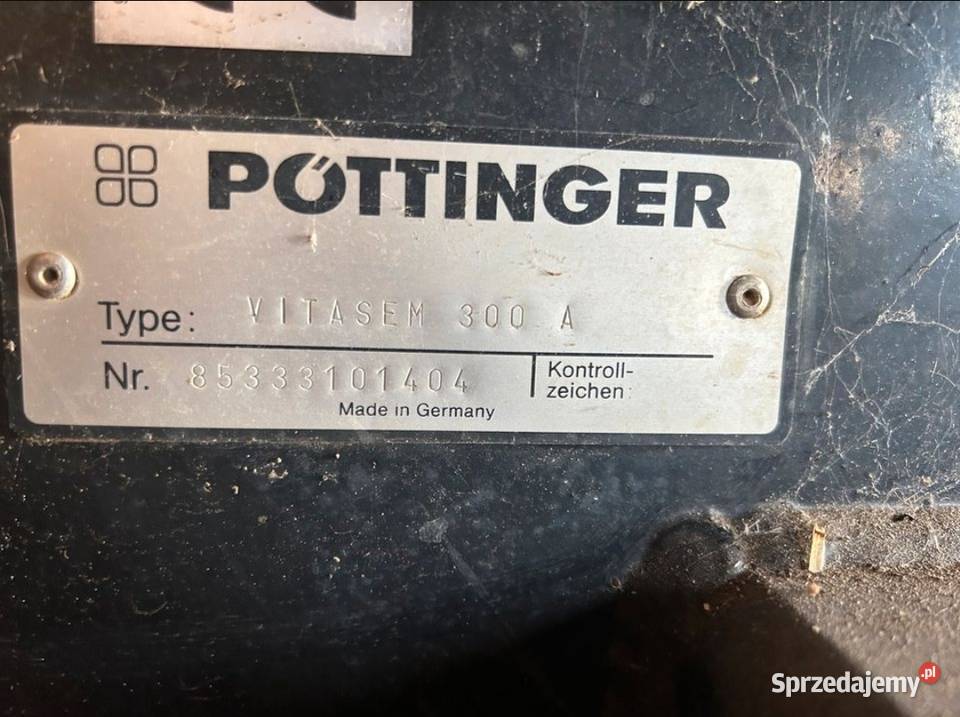 PÖTTINGER
Type: VITASEM 300 A
Nr. 85333101404
Kontroll-
zeichen:
Made in Germany
Sprzedajemy.pl